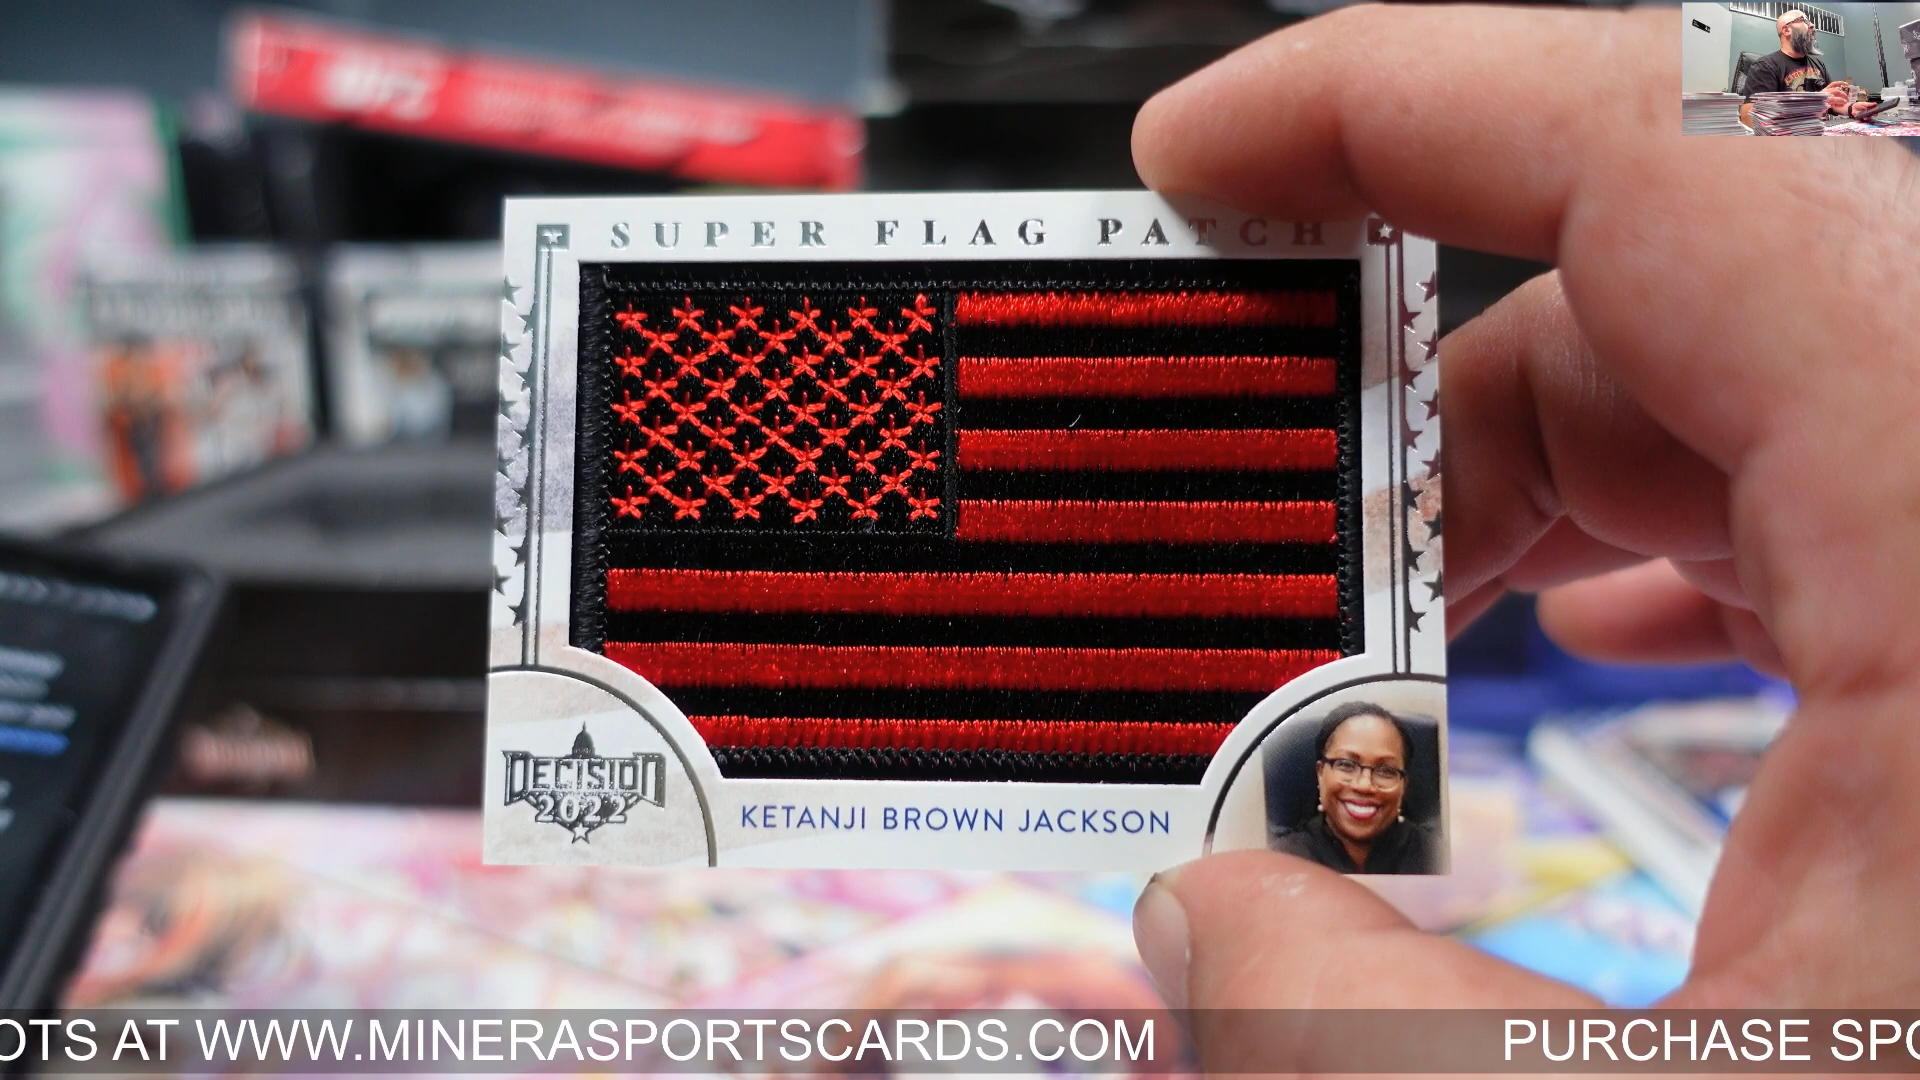 SUPER FLAG PATCH
DECISION
2022
KETANJI BROWN JACKSON
OTS AT WWW.MINERASPORTSCARDS.COM PURCHASE SPO